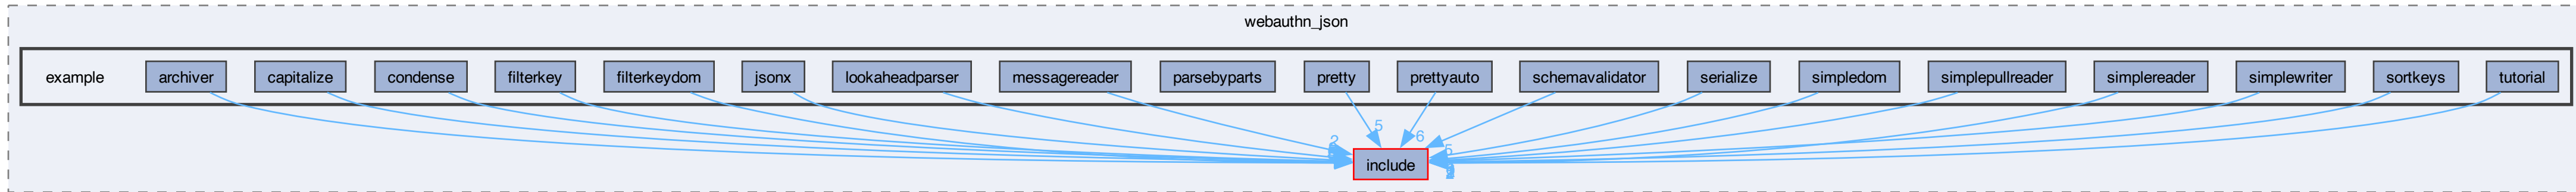 webauthn_json
example archiver capitalize condense filterkey filterkeydom jsonx lookaheadparser messagereader parsebyparts pretty prettyauto schemavalidator serialize simpledom simplepullreader simplereader simplewriter sortkeys tutorial
5
6
2
5
include